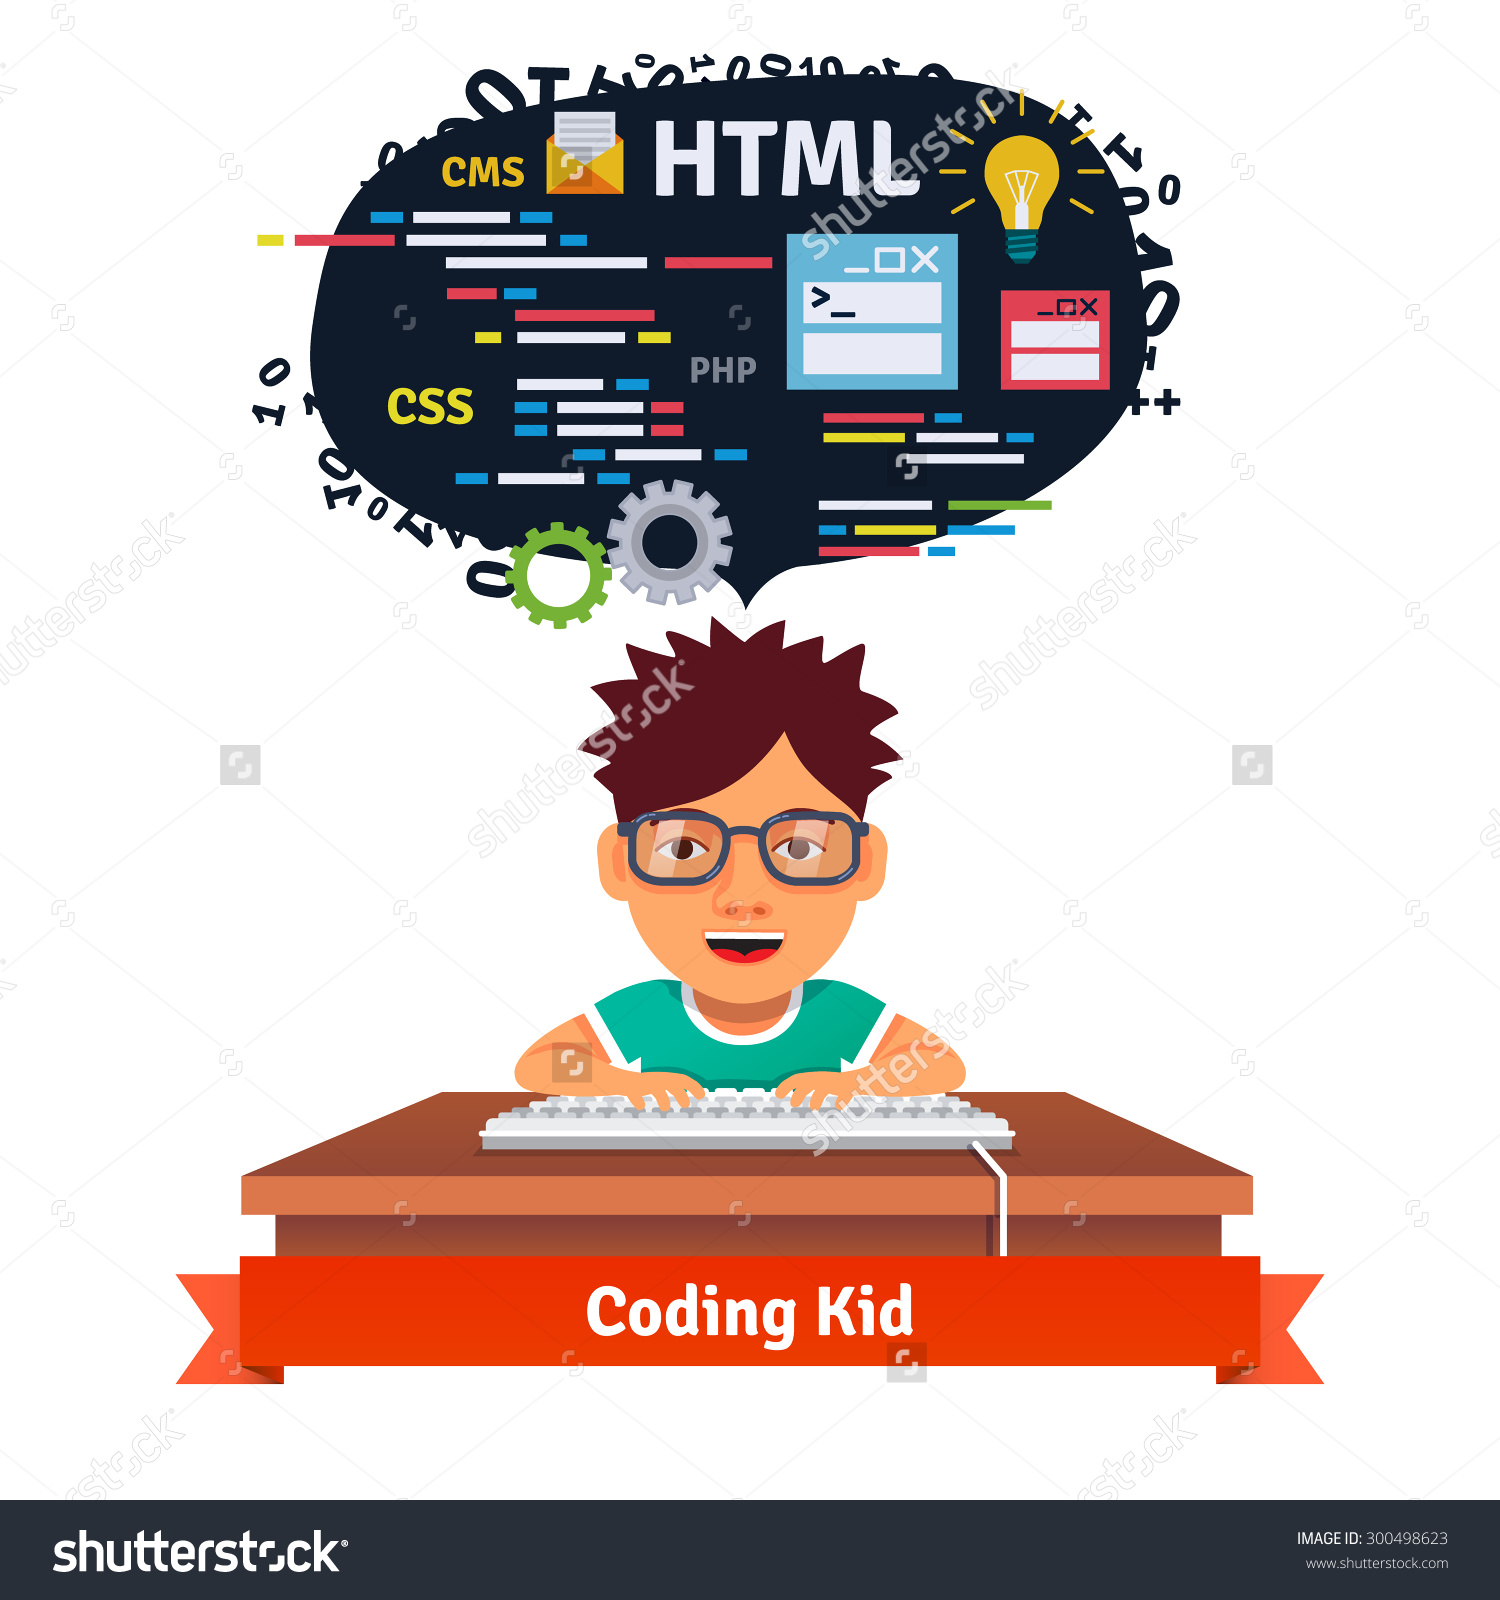 CMS
HTML
>_
PHP
CSS
++
Coding Kid
shutterstock
IMAGE ID: 300498623
www.shutterstock.com